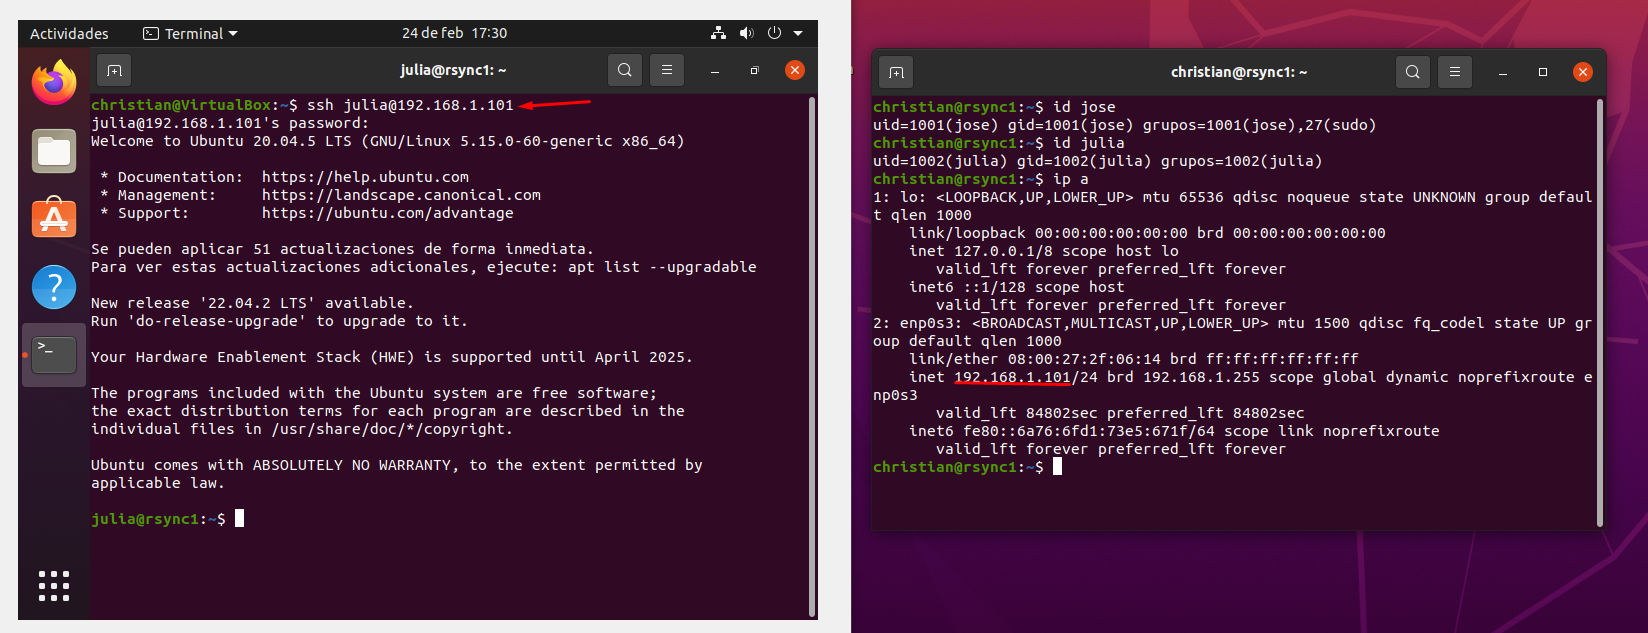 Actividades
Terminal
24 de feb 17:30
julia@rsync1: ~
christian@VirtualBox:~$ ssh julia@192.168.1.101
julia@192.168.1.101's password:
Welcome to Ubuntu 20.04.5 LTS (GNU/Linux 5.15.0-60-generic x86_64)
* Documentation:  https://help.ubuntu.com
* Management:     https://landscape.canonical.com
* Support:        https://ubuntu.com/advantage
Se pueden aplicar 51 actualizaciones de forma inmediata.
Para ver estas actualizaciones adicionales, ejecute: apt list --upgradable
New release '22.04.2 LTS' available.
Run 'do-release-upgrade' to upgrade to it.
Your Hardware Enablement Stack (HWE) is supported until April 2025.
The programs included with the Ubuntu system are free software;
the exact distribution terms for each program are described in the
individual files in /usr/share/doc/*/copyright.
Ubuntu comes with ABSOLUTELY NO WARRANTY, to the extent permitted by
applicable law.
julia@rsync1:~$
christian@rsync1: ~
christian@rsync1:~$ id jose
uid=1001(jose) gid=1001(jose) grupos=1001(jose),27(sudo)
christian@rsync1:~$ id julia
uid=1002(julia) gid=1002(julia) grupos=1002(julia)
christian@rsync1:~$ ip a
1: lo: <LOOPBACK,UP,LOWER_UP> mtu 65536 qdisc noqueue state UNKNOWN group defaul
t qlen 1000
link/loopback 00:00:00:00:00:00 brd 00:00:00:00:00:00
inet 127.0.0.1/8 scope host lo
valid_lft forever preferred_lft forever
inet6 ::1/128 scope host
valid_lft forever preferred_lft forever
2: enp0s3: <BROADCAST,MULTICAST,UP,LOWER_UP> mtu 1500 qdisc fq_codel state UP gr
oup default qlen 1000
link/ether 08:00:27:2f:06:14 brd ff:ff:ff:ff:ff:ff
inet 192.168.1.101/24 brd 192.168.1.255 scope global dynamic noprefixroute e
np0s3
valid_lft 84802sec preferred_lft 84802sec
inet6 fe80::6a76:6fd1:73e5:671f/64 scope link noprefixroute
valid_lft forever preferred_lft forever
christian@rsync1:~$